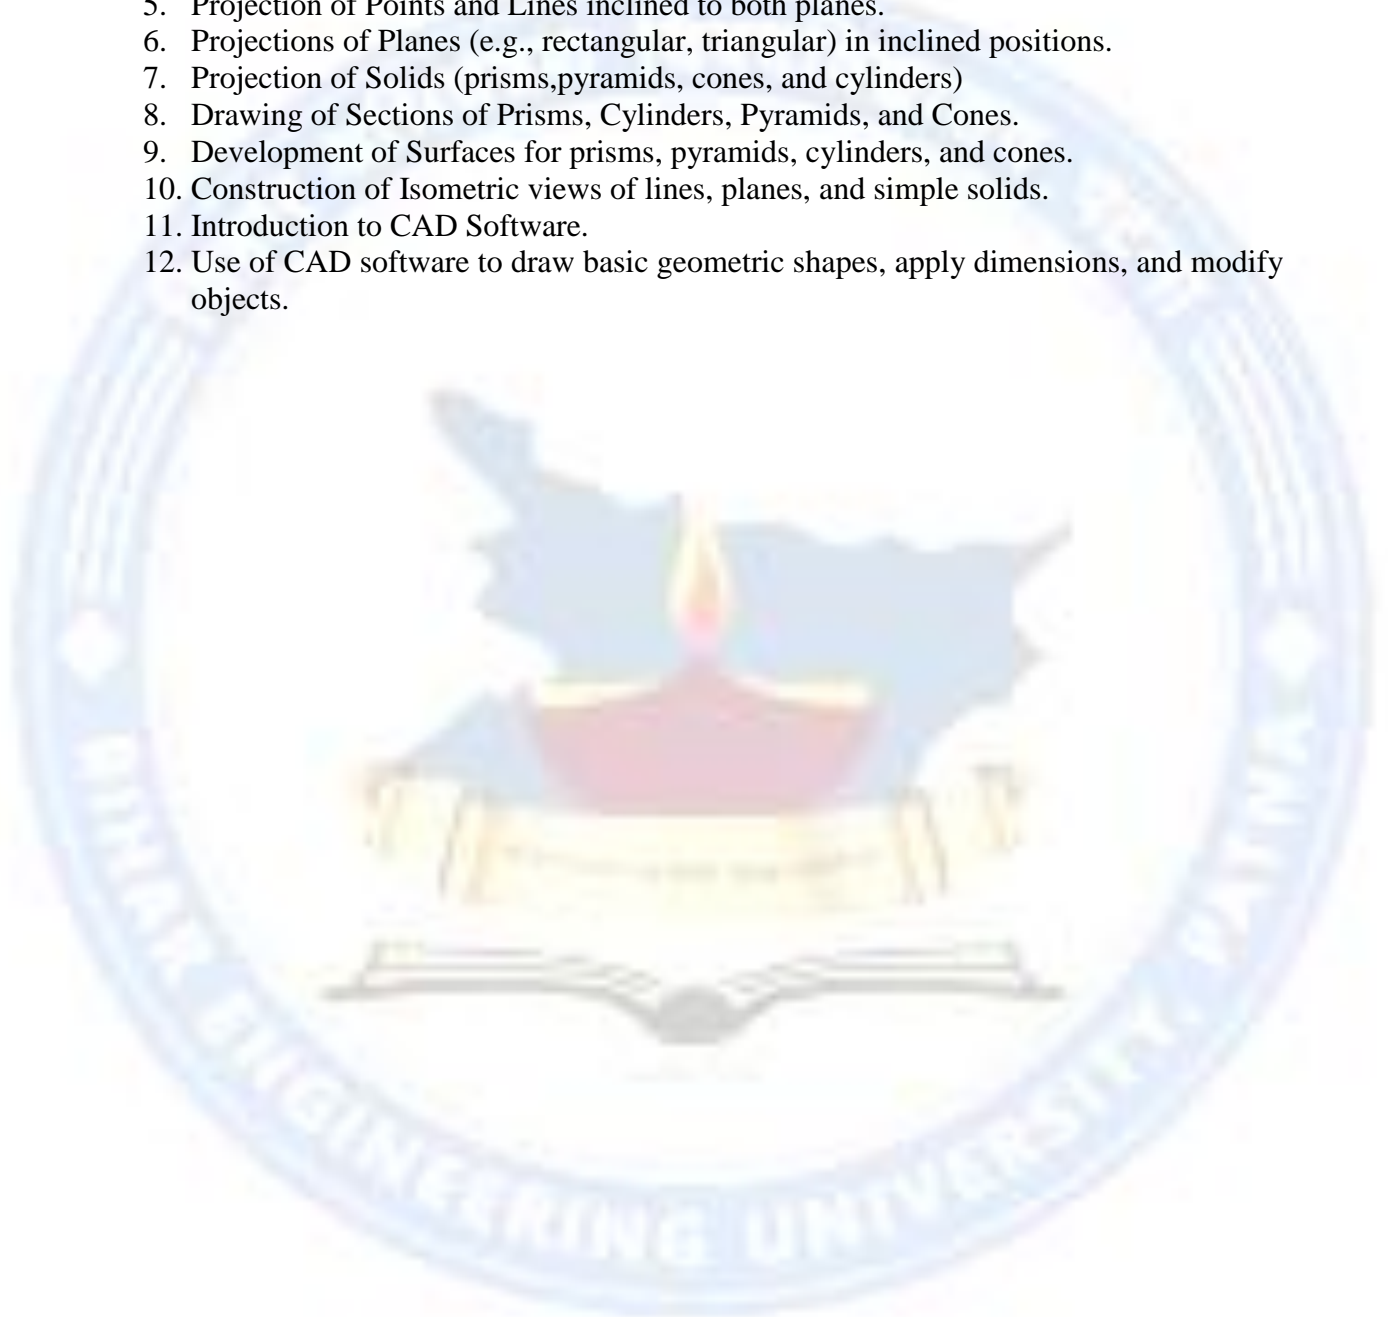 5. Projection of Points and Lines inclined to both planes.
6. Projections of Planes (e.g., rectangular, triangular) in inclined positions.
7. Projection of Solids (prisms,pyramids, cones, and cylinders)
8. Drawing of Sections of Prisms, Cylinders, Pyramids, and Cones.
9. Development of Surfaces for prisms, pyramids, cylinders, and cones.
10. Construction of Isometric views of lines, planes, and simple solids.
11. Introduction to CAD Software.
12. Use of CAD software to draw basic geometric shapes, apply dimensions, and modify
objects.
BIHAR ENGINEERING UNIVERSITY, PATNA